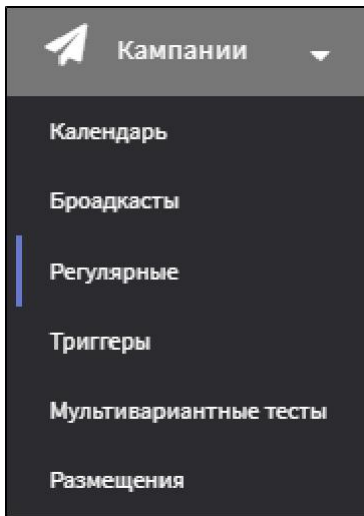 Кампании
Календарь
Броадкасты
Регулярные
Триггеры
Мультивариантные тесты
Размещения